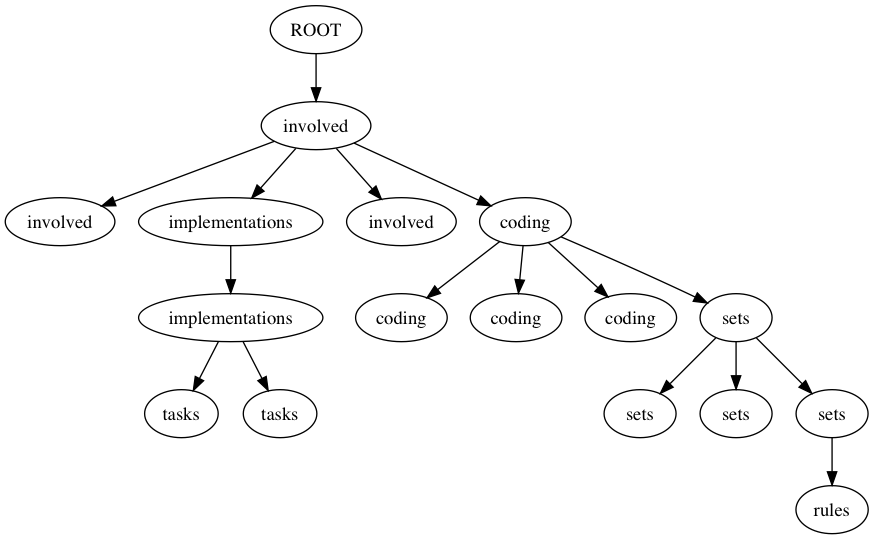 ROOT
involved
involved implementations involved coding
implementations coding coding coding sets
tasks tasks sets sets sets
rules